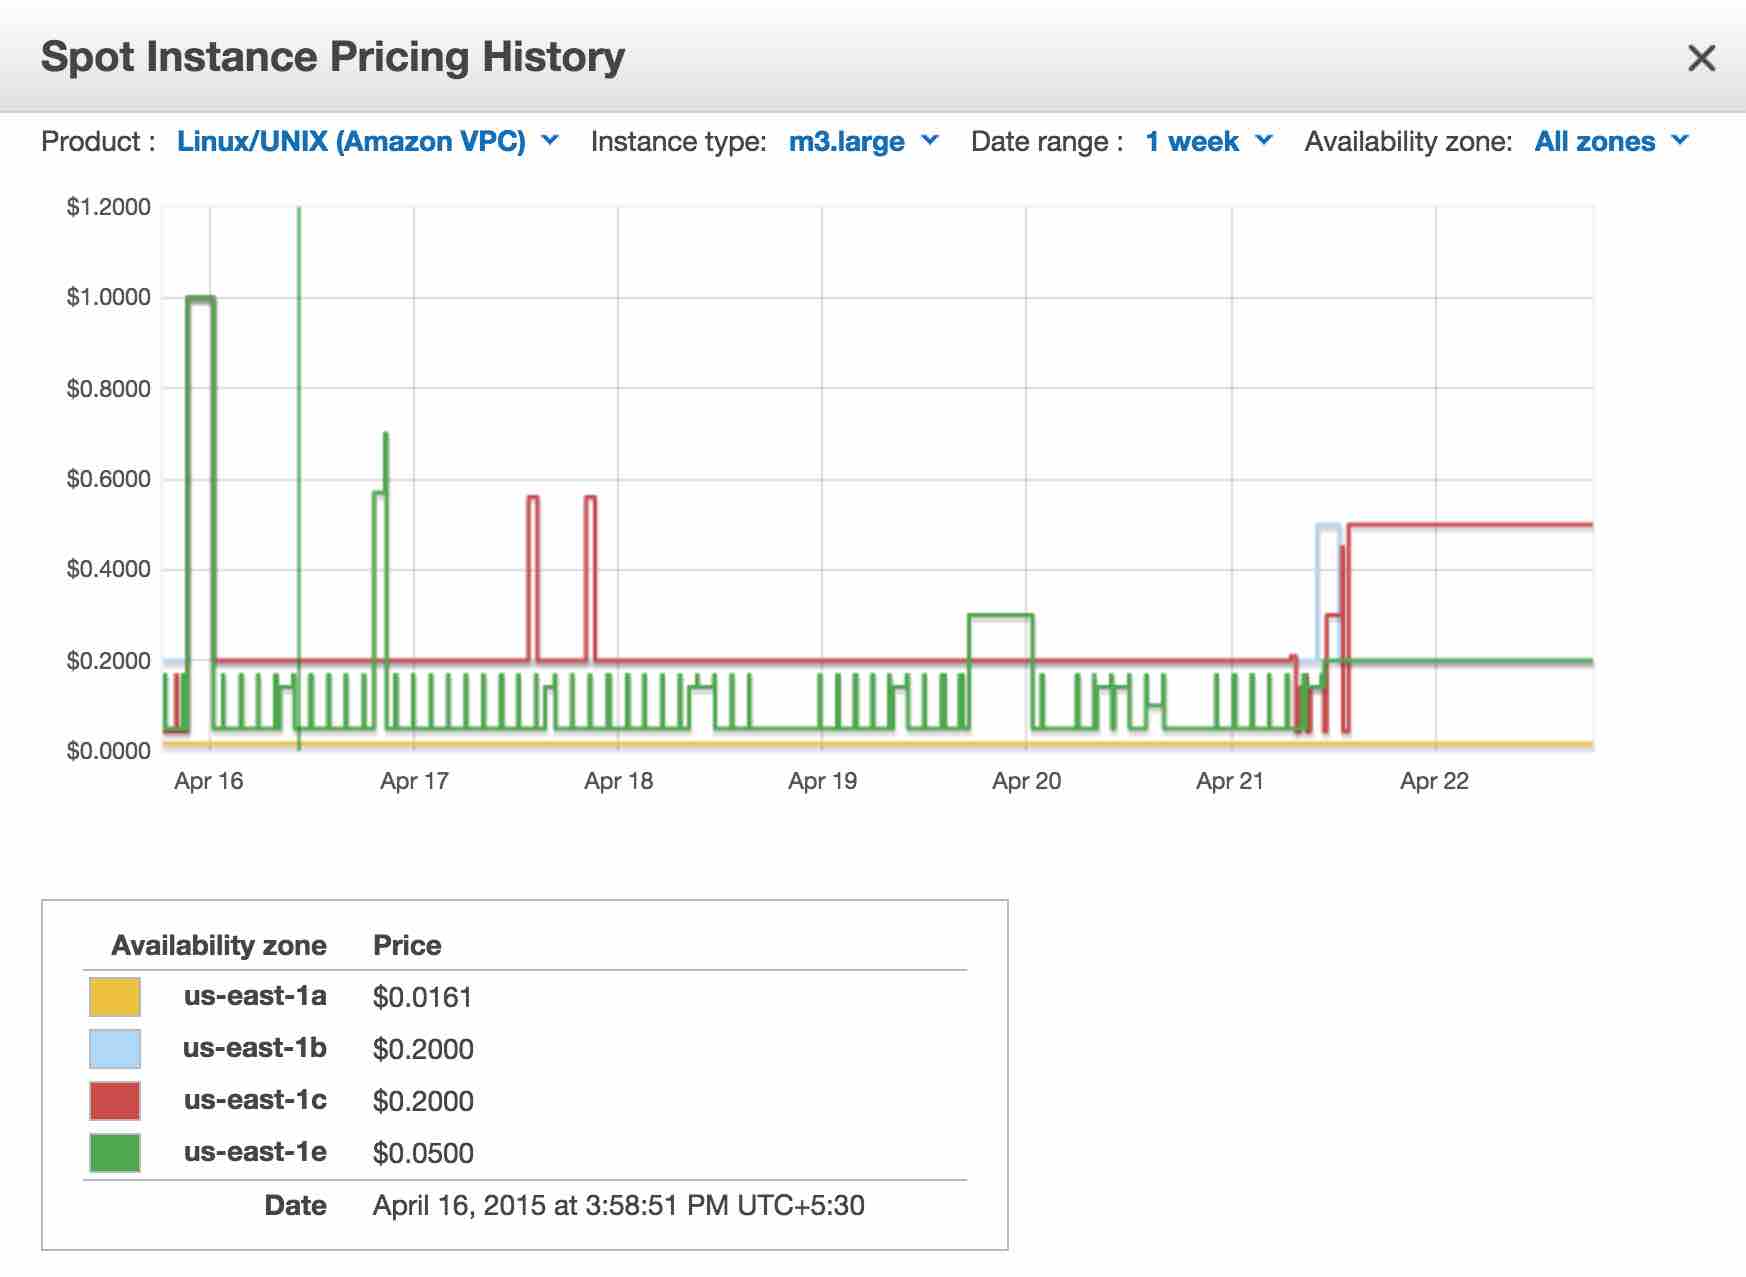 Spot Instance Pricing History
Product : Linux/UNIX (Amazon VPC) Instance type: m3.large Date range : 1 week Availability zone: All zones
$1.2000
$1.0000
$0.8000
$0.6000
$0.4000
$0.2000
$0.0000
Apr 16 Apr 17 Apr 18 Apr 19 Apr 20 Apr 21 Apr 22
Availability zone Price
us-east-1a $0.0161
us-east-1b $0.2000
us-east-1c $0.2000
us-east-1e $0.0500
Date April 16, 2015 at 3:58:51 PM UTC+5:30